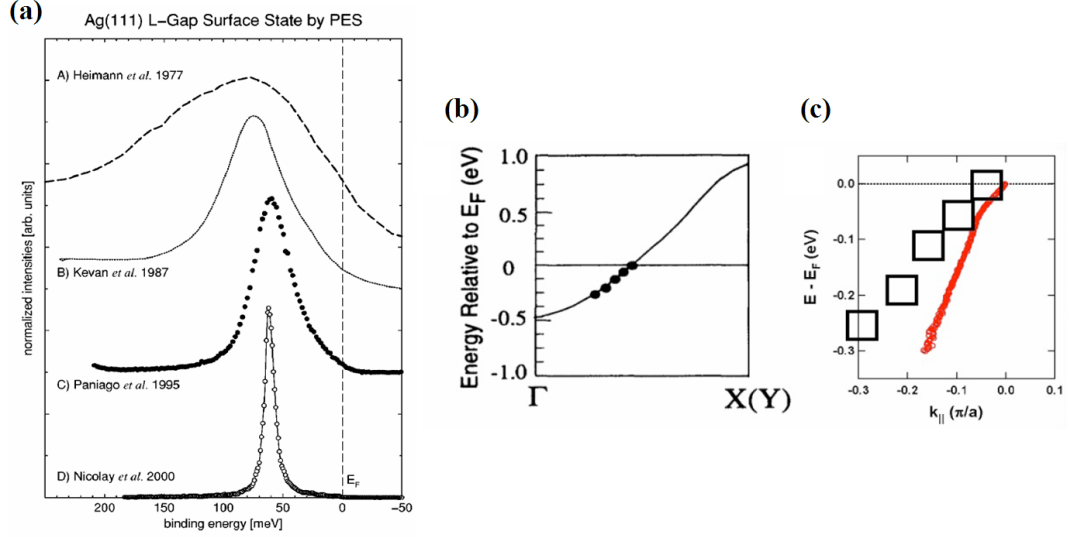 (a)
Ag(111) L-Gap Surface State by PES
A) Heimann et al. 1977
B) Kevan et al. 1987
C) Paniago et al. 1995
D) Nicolay et al. 2000
E_F
normalized intensities [arb. units]
200 150 100 50 0 -50
binding energy [meV]
(b)
Energy Relative to E_F (eV)
1.0
0.5
0
-0.5
-1.0
Γ X(Y)
(c)
E - E_F (eV)
0.0
-0.1
-0.2
-0.3
-0.3 -0.2 -0.1 0.0 0.1
k_|| (π/a)